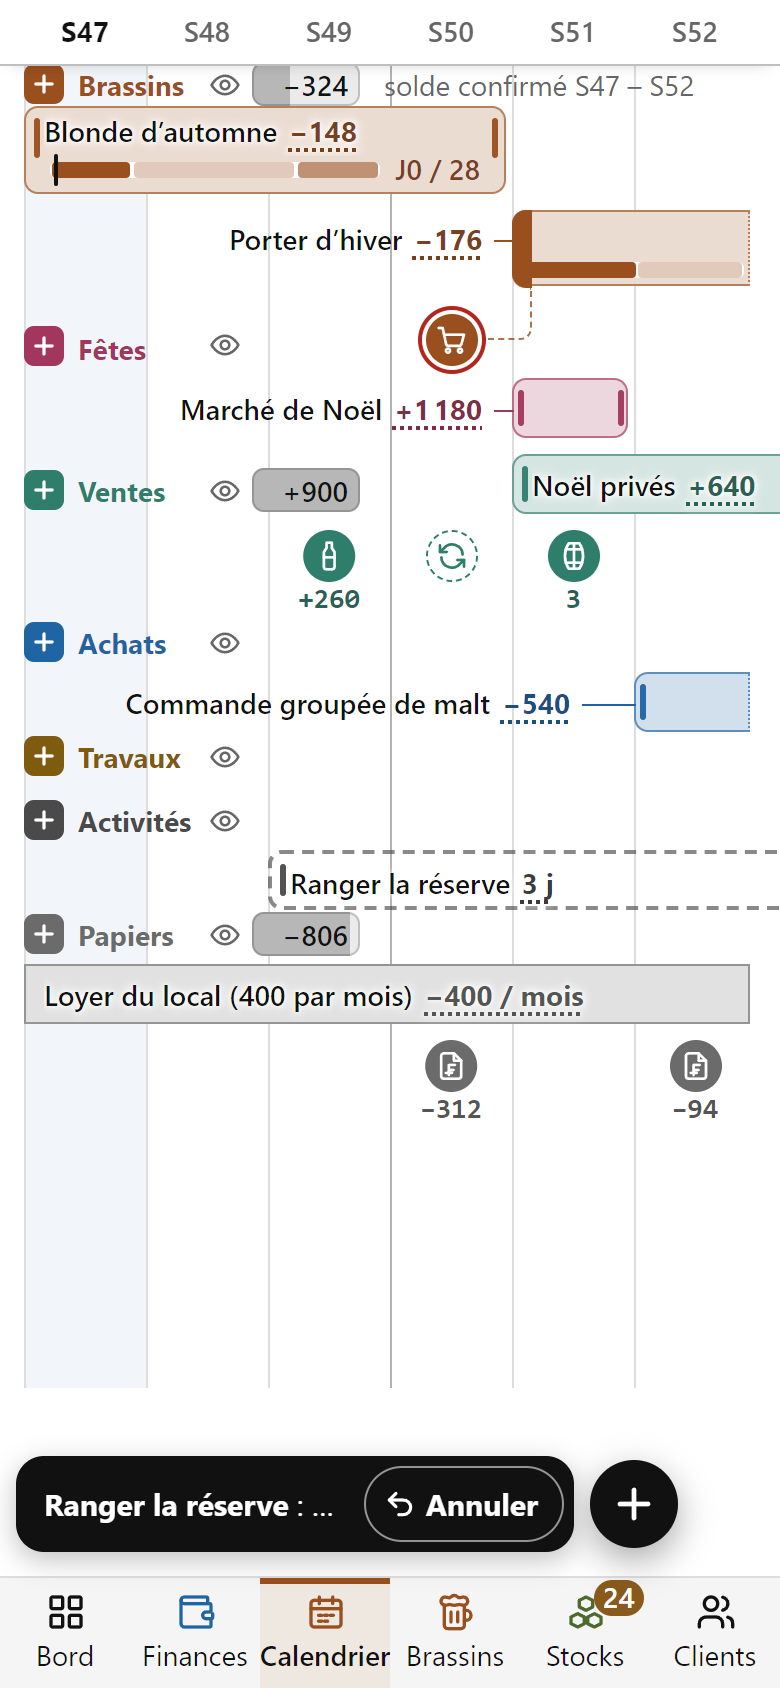 S47 S48 S49 S50 S51 S52
Brassins −324 solde confirmé S47 – S52
Blonde d’automne −148
J0 / 28
Porter d’hiver −176
Fêtes
Marché de Noël +1 180
Ventes +900
Noël privés +640
+260 3
Achats
Commande groupée de malt −540
Travaux
Activités
Ranger la réserve 3 j
Papiers −806
Loyer du local (400 par mois) −400 / mois
−312 −94
Ranger la réserve : ... Annuler
24
Bord Finances Calendrier Brassins Stocks Clients